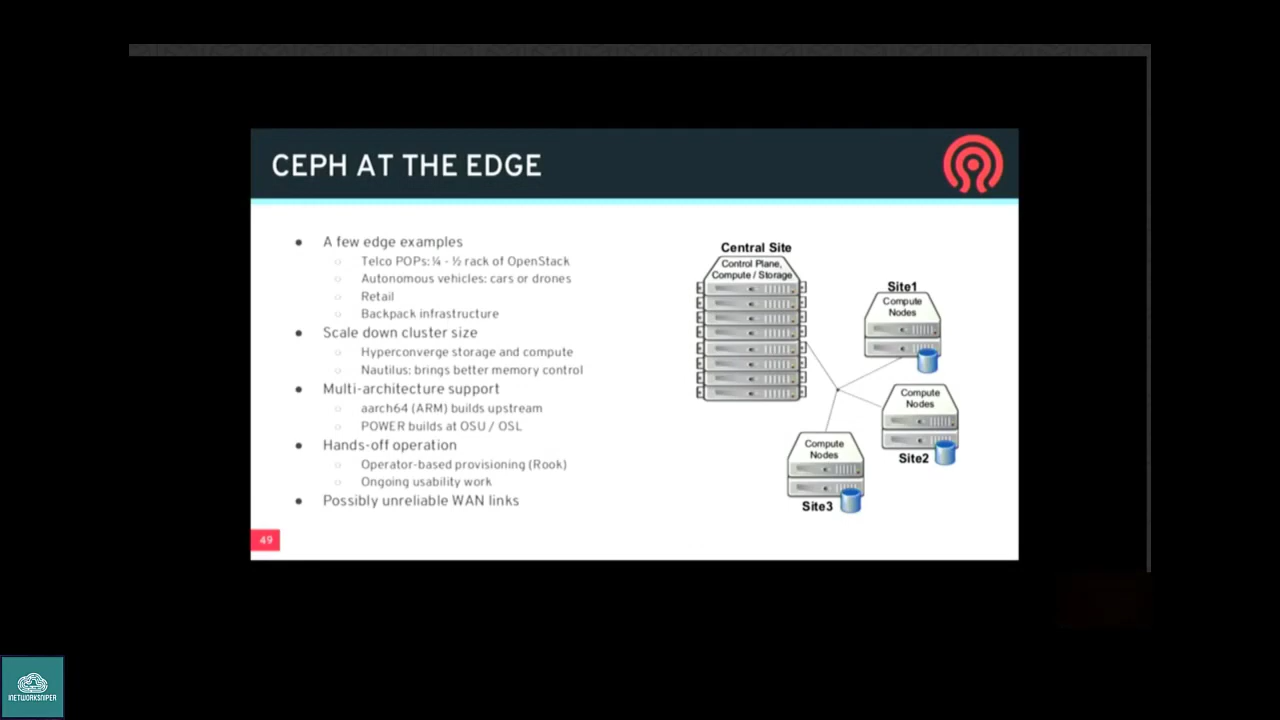 CEPH AT THE EDGE
● A few edge examples
○ Telco POPs: ¼ - ½ rack of OpenStack
○ Autonomous vehicles: cars or drones
○ Retail
○ Backpack infrastructure
● Scale down cluster size
○ Hyperconverge storage and compute
○ Nautilus: brings better memory control
● Multi-architecture support
○ aarch64 (ARM) builds upstream
○ POWER builds at OSU / OSL
● Hands-off operation
○ Operator-based provisioning (Rook)
○ Ongoing usability work
● Possibly unreliable WAN links
Central Site
Control Plane,
Compute / Storage
Site1
Compute
Nodes
Compute
Nodes
Site2
Compute
Nodes
Site3
49
INETWORKSNIPER